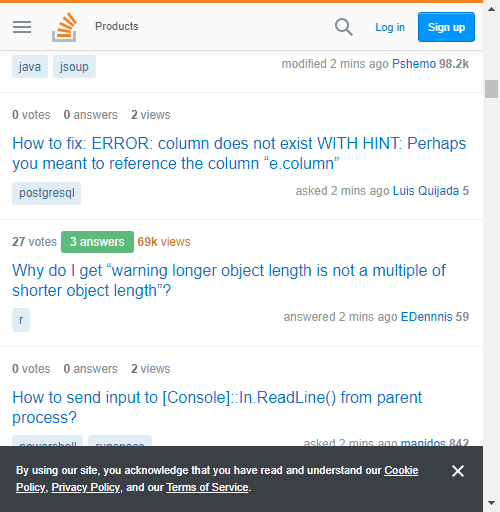 Products
Log in
Sign up
java jsoup
modified 2 mins ago Pshemo 98.2k
0 votes 0 answers 2 views
How to fix: ERROR: column does not exist WITH HINT: Perhaps
you meant to reference the column “e.column”
postgresql
asked 2 mins ago Luis Quijada 5
27 votes 3 answers 69k views
Why do I get “warning longer object length is not a multiple of
shorter object length”?
r
answered 2 mins ago EDennnis 59
0 votes 0 answers 2 views
How to send input to [Console]::In.ReadLine() from parent
process?
powershell runspace
asked 2 mins ago manidos 842
By using our site, you acknowledge that you have read and understand our Cookie
Policy, Privacy Policy, and our Terms of Service.